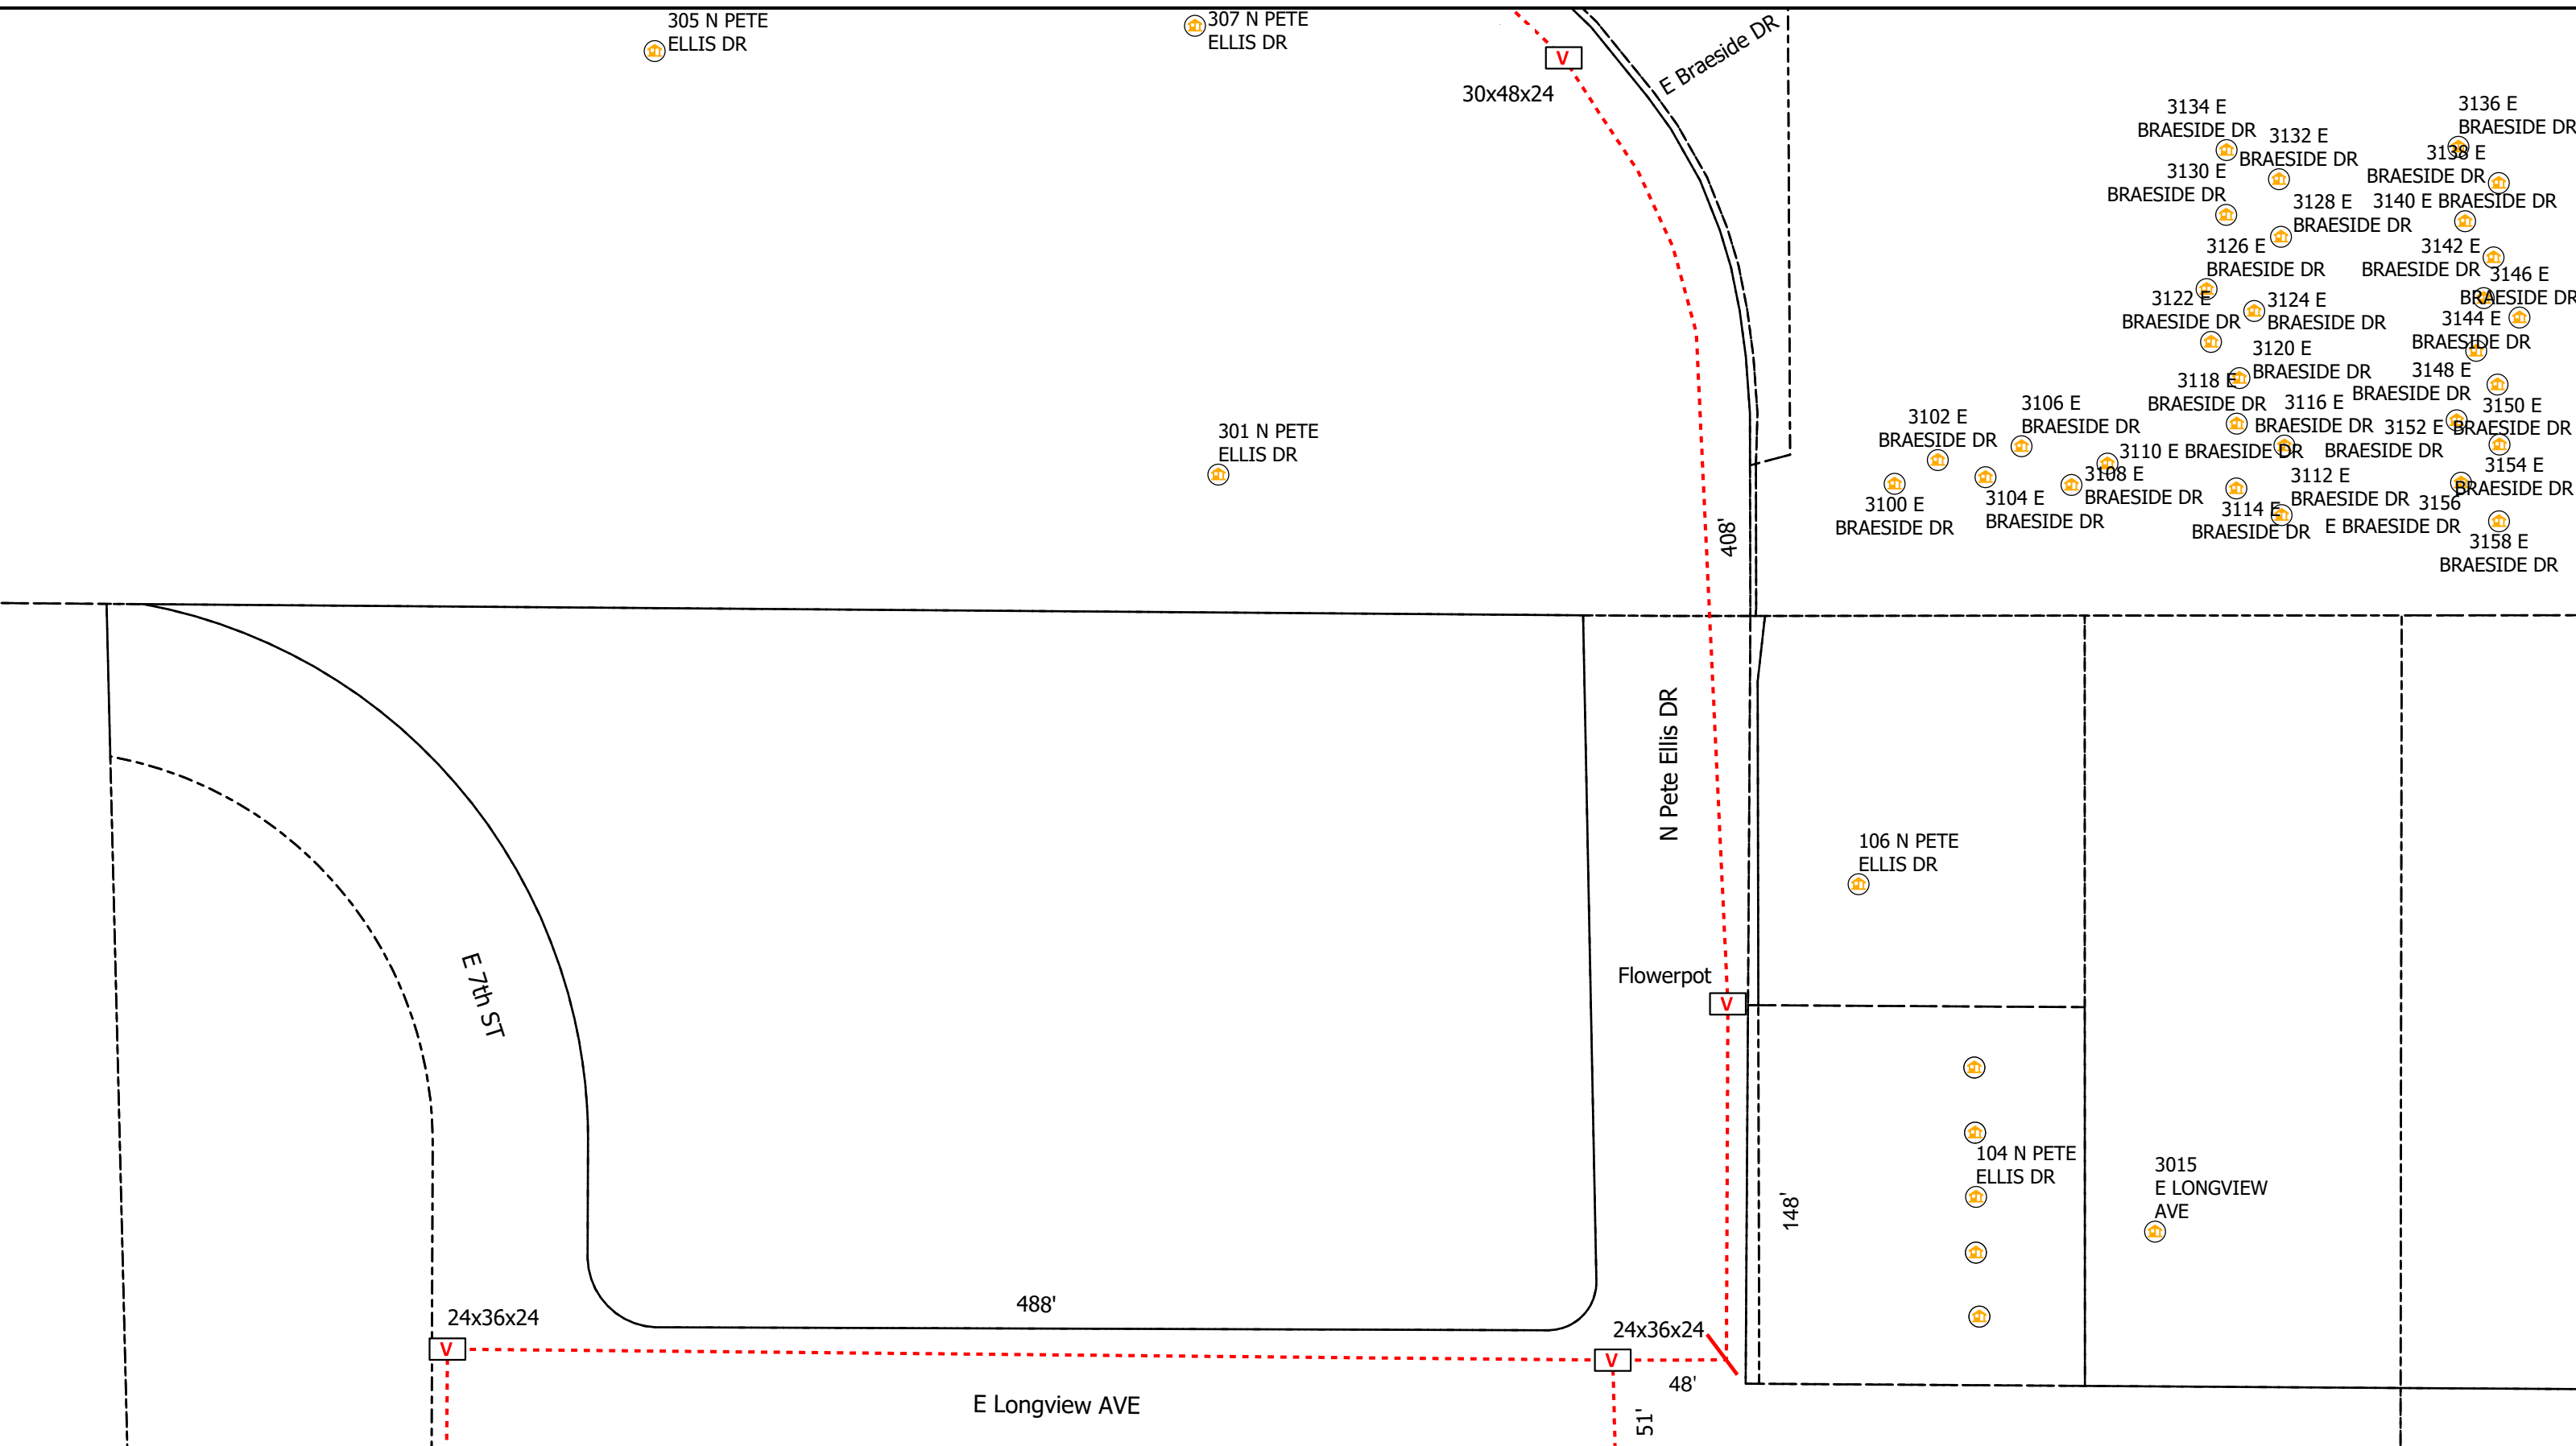 305 N PETE
ELLIS DR
307 N PETE
ELLIS DR
V
30x48x24
E Braeside DR
3134 E
BRAESIDE DR
3132 E
BRAESIDE DR
3136 E
BRAESIDE DR
3138 E
BRAESIDE DR
3130 E
BRAESIDE DR
3128 E
BRAESIDE DR
3140 E BRAESIDE DR
3126 E
BRAESIDE DR
3142 E
BRAESIDE DR
3146 E
BRAESIDE DR
3122 E
BRAESIDE DR
3124 E
BRAESIDE DR
3144 E
BRAESIDE DR
3120 E
BRAESIDE DR
3148 E
BRAESIDE DR
3118 E
BRAESIDE DR
3116 E
BRAESIDE DR
3150 E
BRAESIDE DR
3152 E
BRAESIDE DR
3102 E
BRAESIDE DR
3106 E
BRAESIDE DR
3110 E BRAESIDE DR
3108 E
BRAESIDE DR
3154 E
BRAESIDE DR
3112 E
BRAESIDE DR
3100 E
BRAESIDE DR
3104 E
BRAESIDE DR
3114 E
BRAESIDE DR
3156
E BRAESIDE DR
3158 E
BRAESIDE DR
301 N PETE
ELLIS DR
408'
N Pete Ellis DR
106 N PETE
ELLIS DR
E 7th ST
Flowerpot
V
104 N PETE
ELLIS DR
3015
E LONGVIEW
AVE
148'
488'
24x36x24
V
24x36x24
V
48'
51'
E Longview AVE